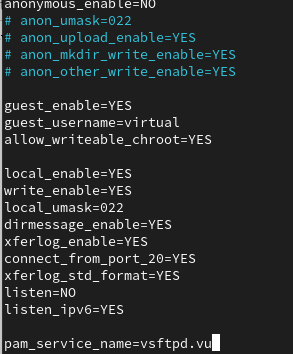 anonymous_enable=NO
# anon_umask=022
# anon_upload_enable=YES
# anon_mkdir_write_enable=YES
# anon_other_write_enable=YES
guest_enable=YES
guest_username=virtual
allow_writeable_chroot=YES
local_enable=YES
write_enable=YES
local_umask=022
dirmessage_enable=YES
xferlog_enable=YES
connect_from_port_20=YES
xferlog_std_format=YES
listen=NO
listen_ipv6=YES
pam_service_name=vsftpd.vu